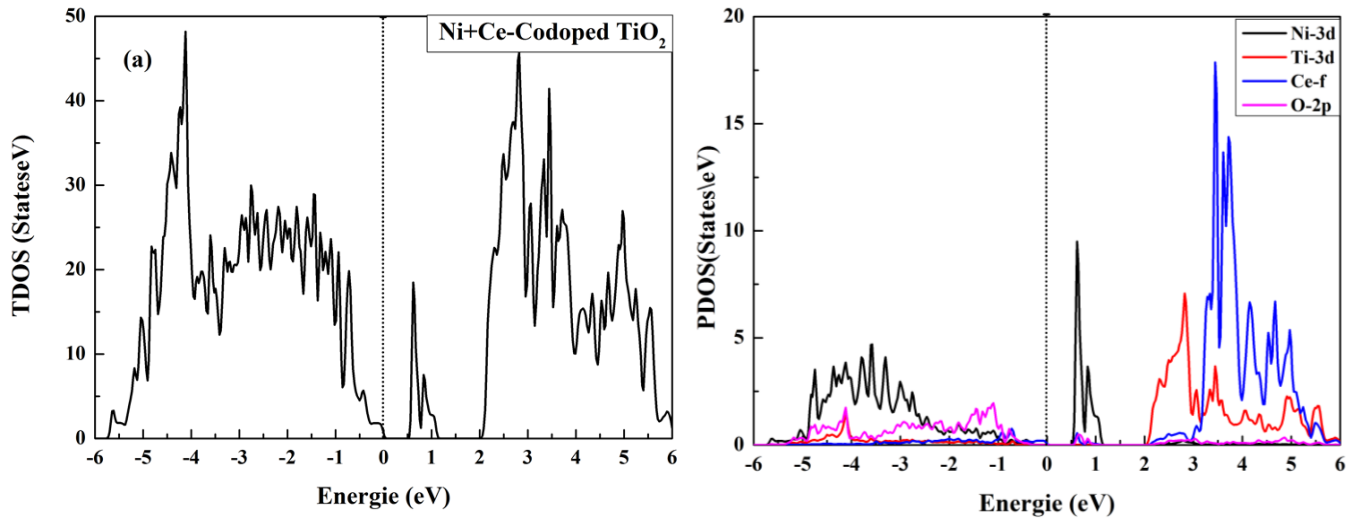 50
40
30
20
10
0
TDOS (StateseV)
(a)
Ni+Ce-Codoped TiO₂
-6 -5 -4 -3 -2 -1 0 1 2 3 4 5 6
Energie (eV)
20
15
10
5
0
PDOS(States\eV)
Ni-3d
Ti-3d
Ce-f
O-2p
-6 -5 -4 -3 -2 -1 0 1 2 3 4 5 6
Energie (eV)